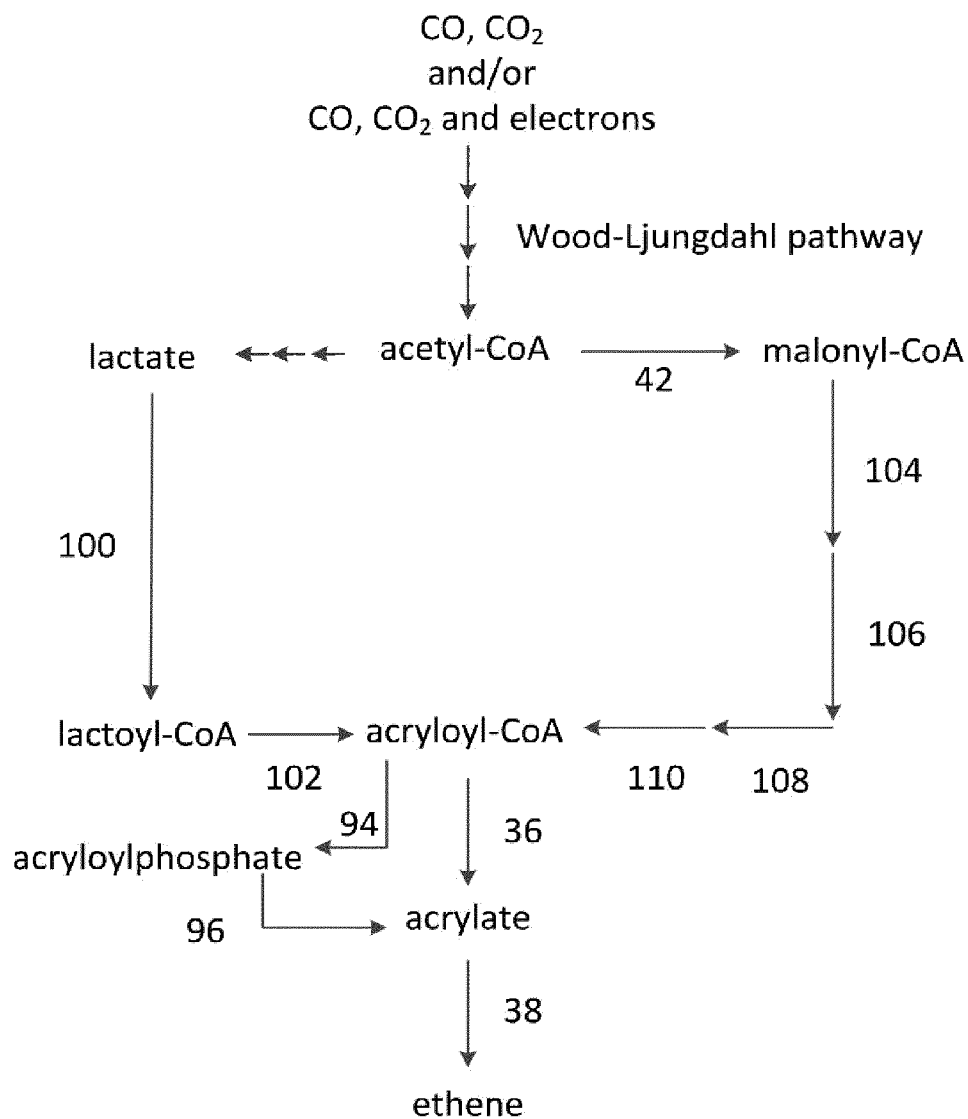 CO, CO₂
and/or
CO, CO₂ and electrons
Wood-Ljungdahl pathway
lactate
acetyl-CoA
malonyl-CoA
42
104
100
106
lactoyl-CoA
acryloyl-CoA
102
110
108
94
36
acryloylphosphate
96
acrylate
38
ethene